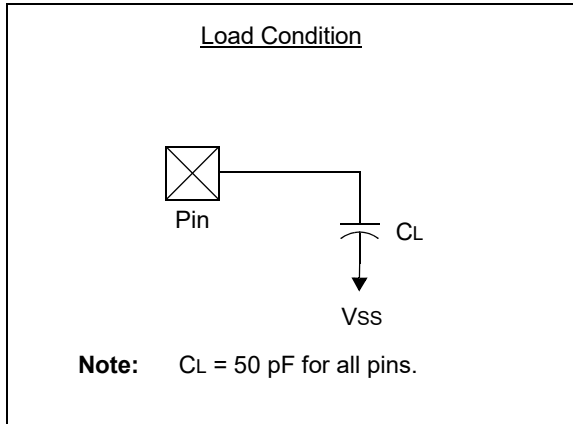 Load Condition
Pin
CL
VSS
Note: CL = 50 pF for all pins.